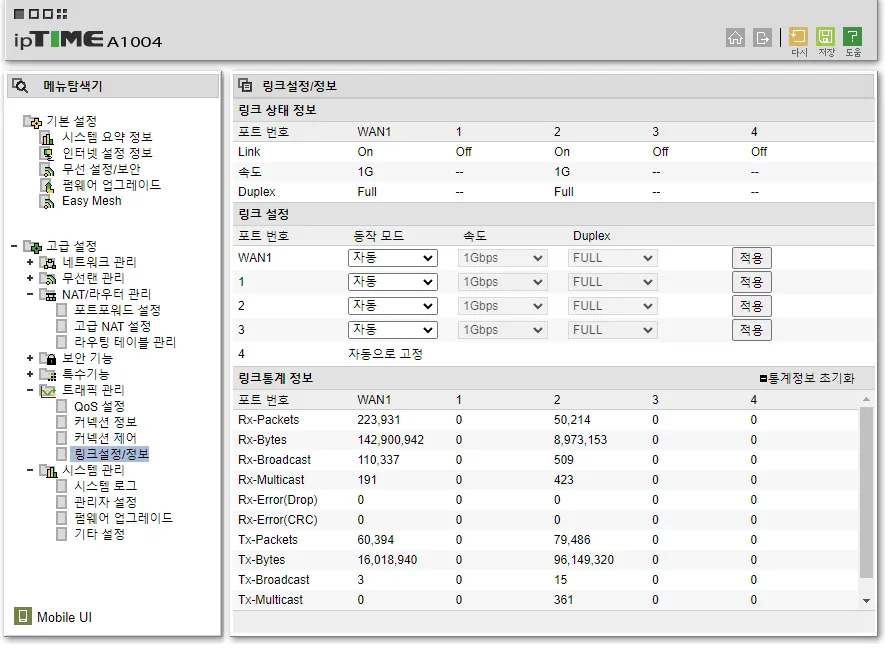 ipTIME A1004
다시 저장 도움
메뉴탐색기
기본 설정
시스템 요약 정보
인터넷 설정 정보
무선 설정/보안
펌웨어 업그레이드
Easy Mesh
고급 설정
네트워크 관리
무선랜 관리
NAT/라우터 관리
포트포워드 설정
고급 NAT 설정
라우팅 테이블 관리
보안 기능
특수기능
트래픽 관리
QoS 설정
커넥션 정보
커넥션 제어
링크설정/정보
시스템 관리
시스템 로그
관리자 설정
펌웨어 업그레이드
기타 설정
Mobile UI
링크설정/정보
링크 상태 정보
포트 번호 WAN1 1 2 3 4
Link On Off On Off Off
속도 1G -- 1G -- --
Duplex Full -- Full -- --
링크 설정
포트 번호 동작 모드 속도 Duplex
WAN1 자동 1Gbps FULL 적용
1 자동 1Gbps FULL 적용
2 자동 1Gbps FULL 적용
3 자동 1Gbps FULL 적용
4 자동으로 고정
링크통계 정보 통계정보 초기화
포트 번호 WAN1 1 2 3 4
Rx-Packets 223,931 0 50,214 0 0
Rx-Bytes 142,900,942 0 8,973,153 0 0
Rx-Broadcast 110,337 0 509 0 0
Rx-Multicast 191 0 423 0 0
Rx-Error(Drop) 0 0 0 0 0
Rx-Error(CRC) 0 0 0 0 0
Tx-Packets 60,394 0 79,486 0 0
Tx-Bytes 16,018,940 0 96,149,320 0 0
Tx-Broadcast 3 0 15 0 0
Tx-Multicast 0 0 361 0 0